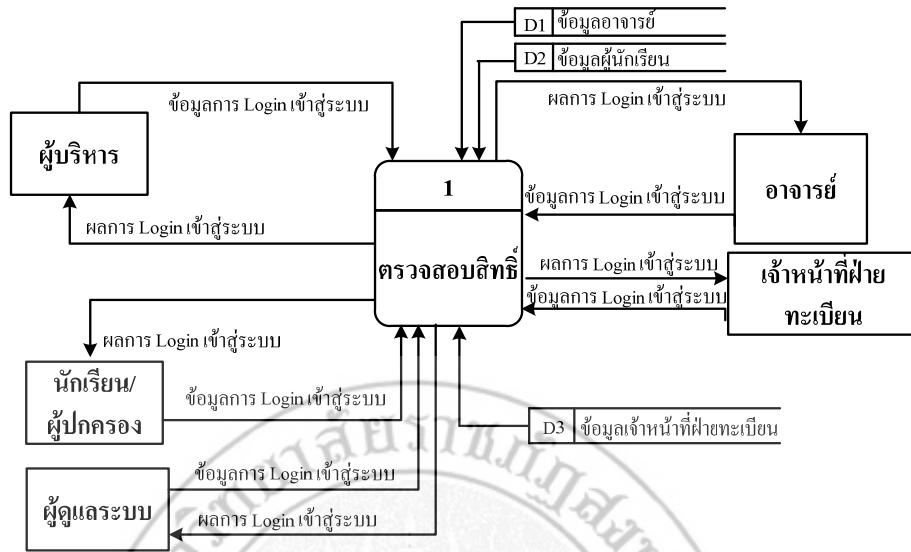 D1 ข้อมูลอาจารย์
D2 ข้อมูลผู้นักเรียน
ข้อมูลการ Login เข้าสู่ระบบ
ผลการ Login เข้าสู่ระบบ
ผู้บริหาร
1
ตรวจสอบสิทธิ์
อาจารย์
ข้อมูลการ Login เข้าสู่ระบบ
ผลการ Login เข้าสู่ระบบ
ผลการ Login เข้าสู่ระบบ
เจ้าหน้าที่ฝ่าย
ทะเบียน
ข้อมูลการ Login เข้าสู่ระบบ
ผลการ Login เข้าสู่ระบบ
นักเรียน/
ผู้ปกครอง
ข้อมูลการ Login เข้าสู่ระบบ
D3 ข้อมูลเจ้าหน้าที่ฝ่ายทะเบียน
ผู้ดูแลระบบ
ข้อมูลการ Login เข้าสู่ระบบ
ผลการ Login เข้าสู่ระบบ